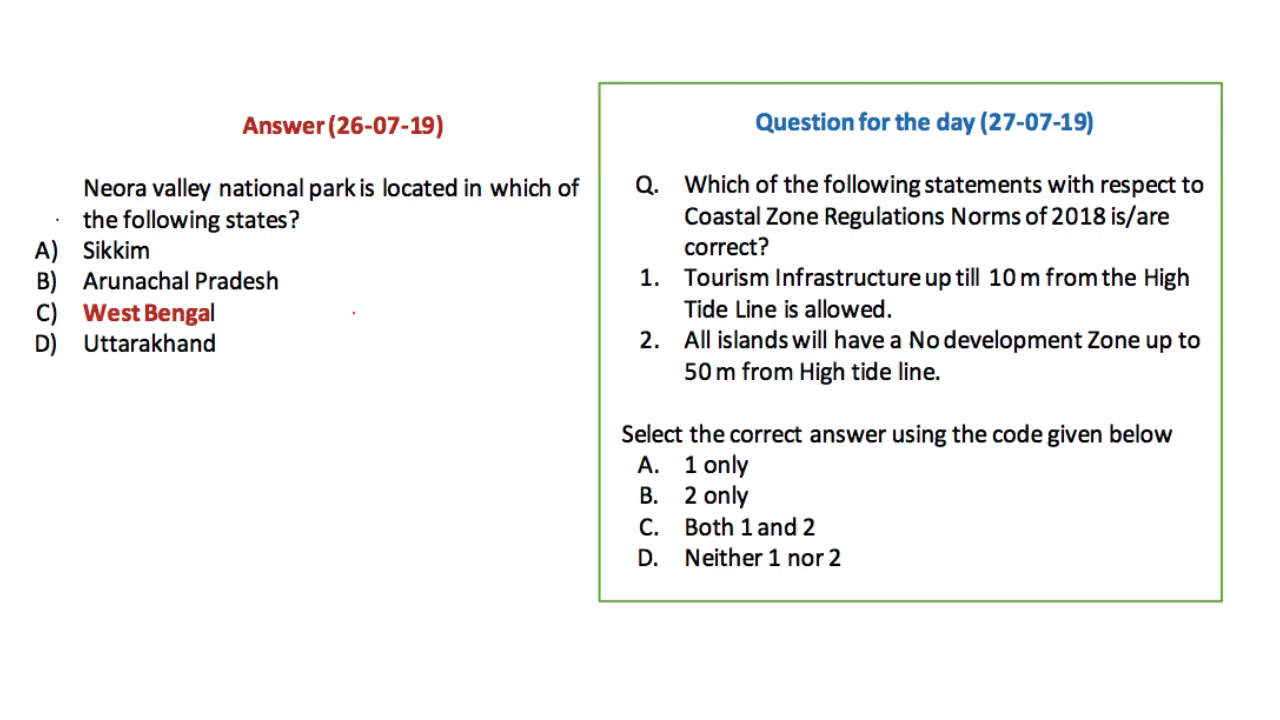 Answer (26-07-19)
Neora valley national park is located in which of
the following states?
A) Sikkim
B) Arunachal Pradesh
C) West Bengal
D) Uttarakhand
Question for the day (27-07-19)
Q. Which of the following statements with respect to
Coastal Zone Regulations Norms of 2018 is/are
correct?
1. Tourism Infrastructure up till 10 m from the High
Tide Line is allowed.
2. All islands will have a No development Zone up to
50 m from High tide line.
Select the correct answer using the code given below
A. 1 only
B. 2 only
C. Both 1 and 2
D. Neither 1 nor 2